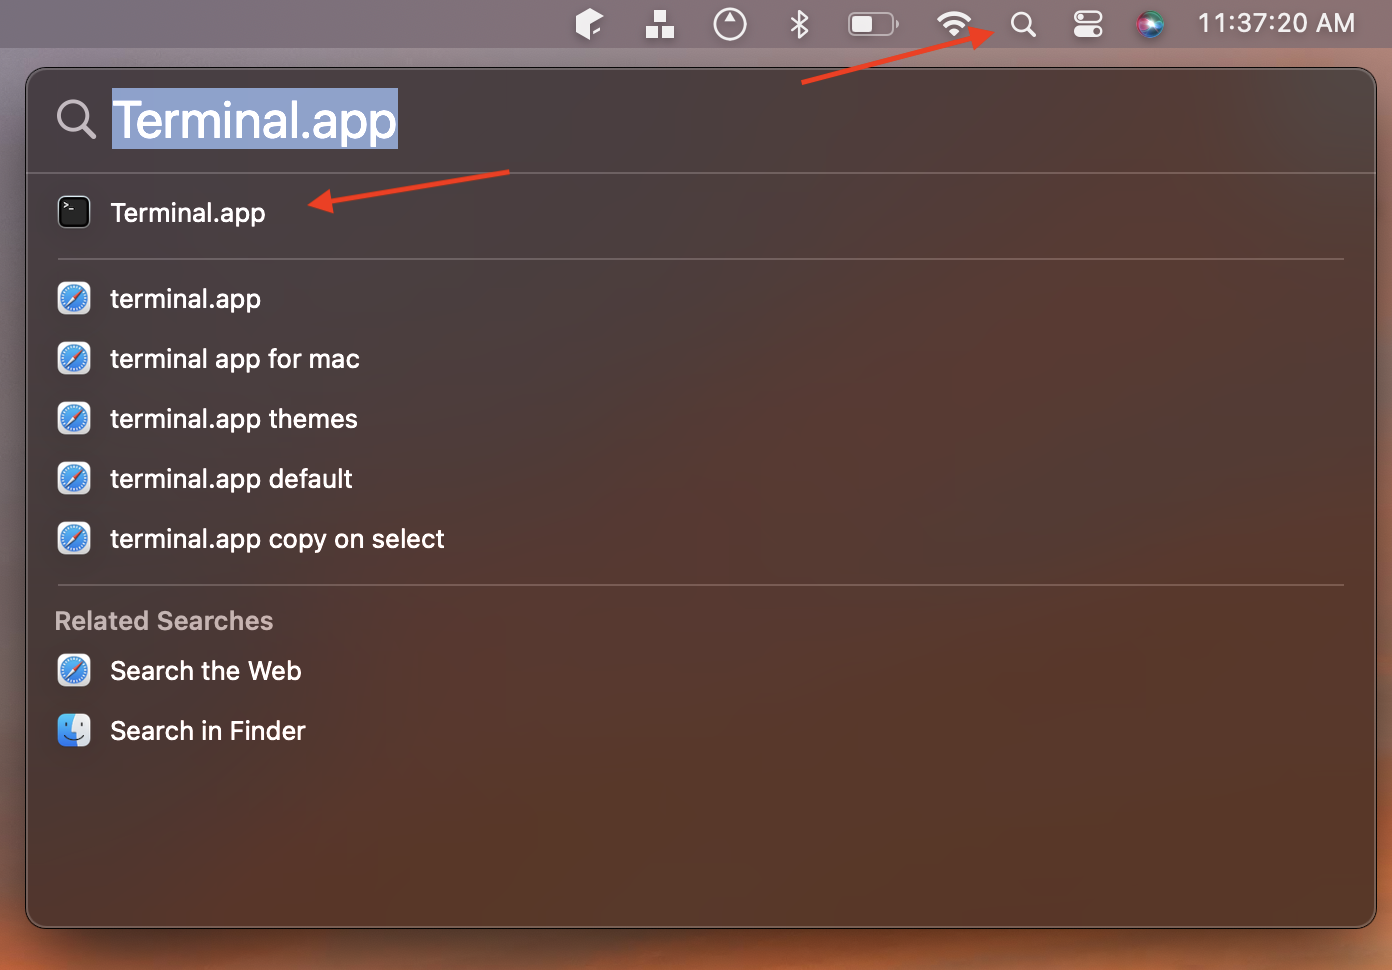 11:37:20 AM
Terminal.app
Terminal.app
terminal.app
terminal app for mac
terminal.app themes
terminal.app default
terminal.app copy on select
Related Searches
Search the Web
Search in Finder